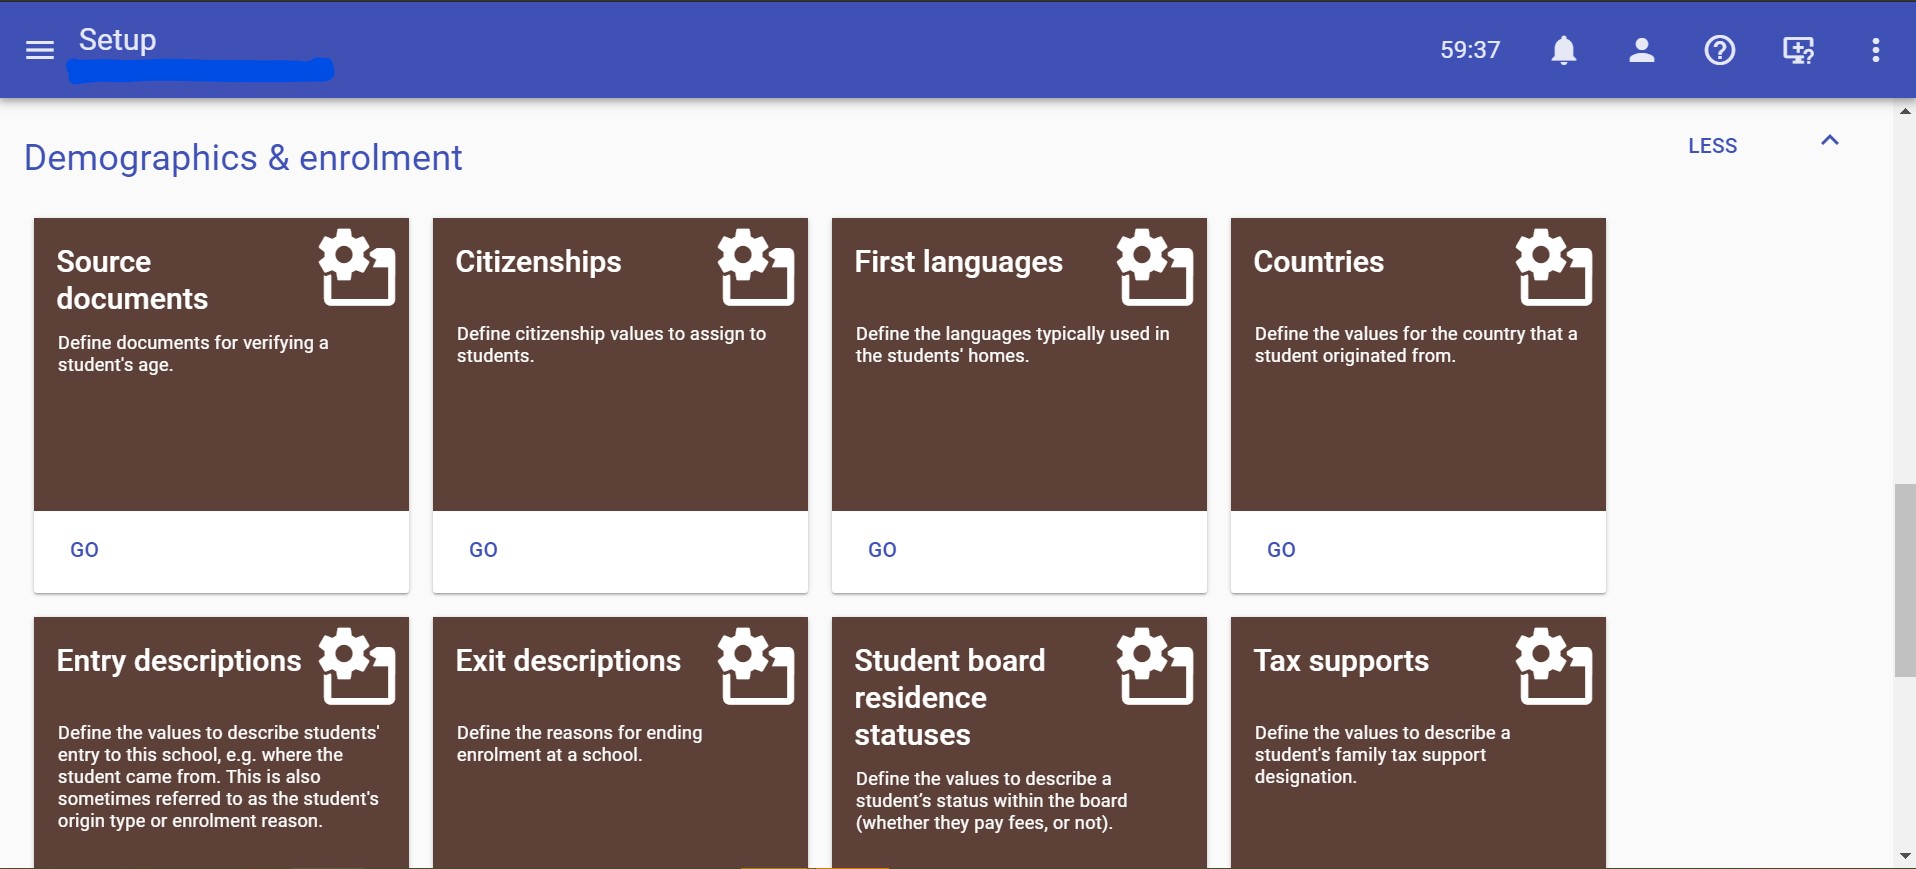 Setup
59:37
Demographics & enrolment
LESS
Source
documents
Define documents for verifying a
student's age.
GO
Citizenships
Define citizenship values to assign to
students.
GO
First languages
Define the languages typically used in
the students' homes.
GO
Countries
Define the values for the country that a
student originated from.
GO
Entry descriptions
Define the values to describe students'
entry to this school, e.g. where the
student came from. This is also
sometimes referred to as the student's
origin type or enrolment reason.
Exit descriptions
Define the reasons for ending
enrolment at a school.
Student board
residence
statuses
Define the values to describe a
student’s status within the board
(whether they pay fees, or not).
Tax supports
Define the values to describe a
student's family tax support
designation.